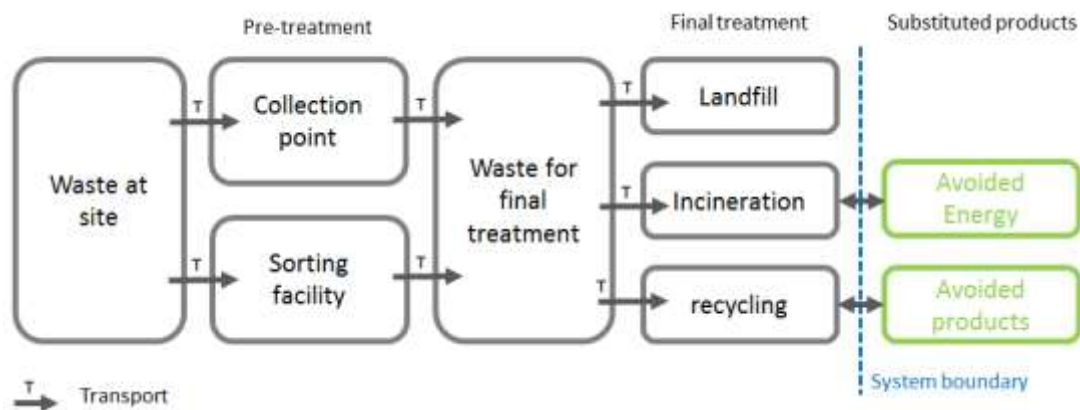 Pre-treatment
Final treatment
Substituted products
Waste at
site
T
T
Collection
point
Sorting
facility
T
T
Waste for
final
treatment
T
T
T
Landfill
Incineration
recycling
Avoided
Energy
Avoided
products
System boundary
T
Transport